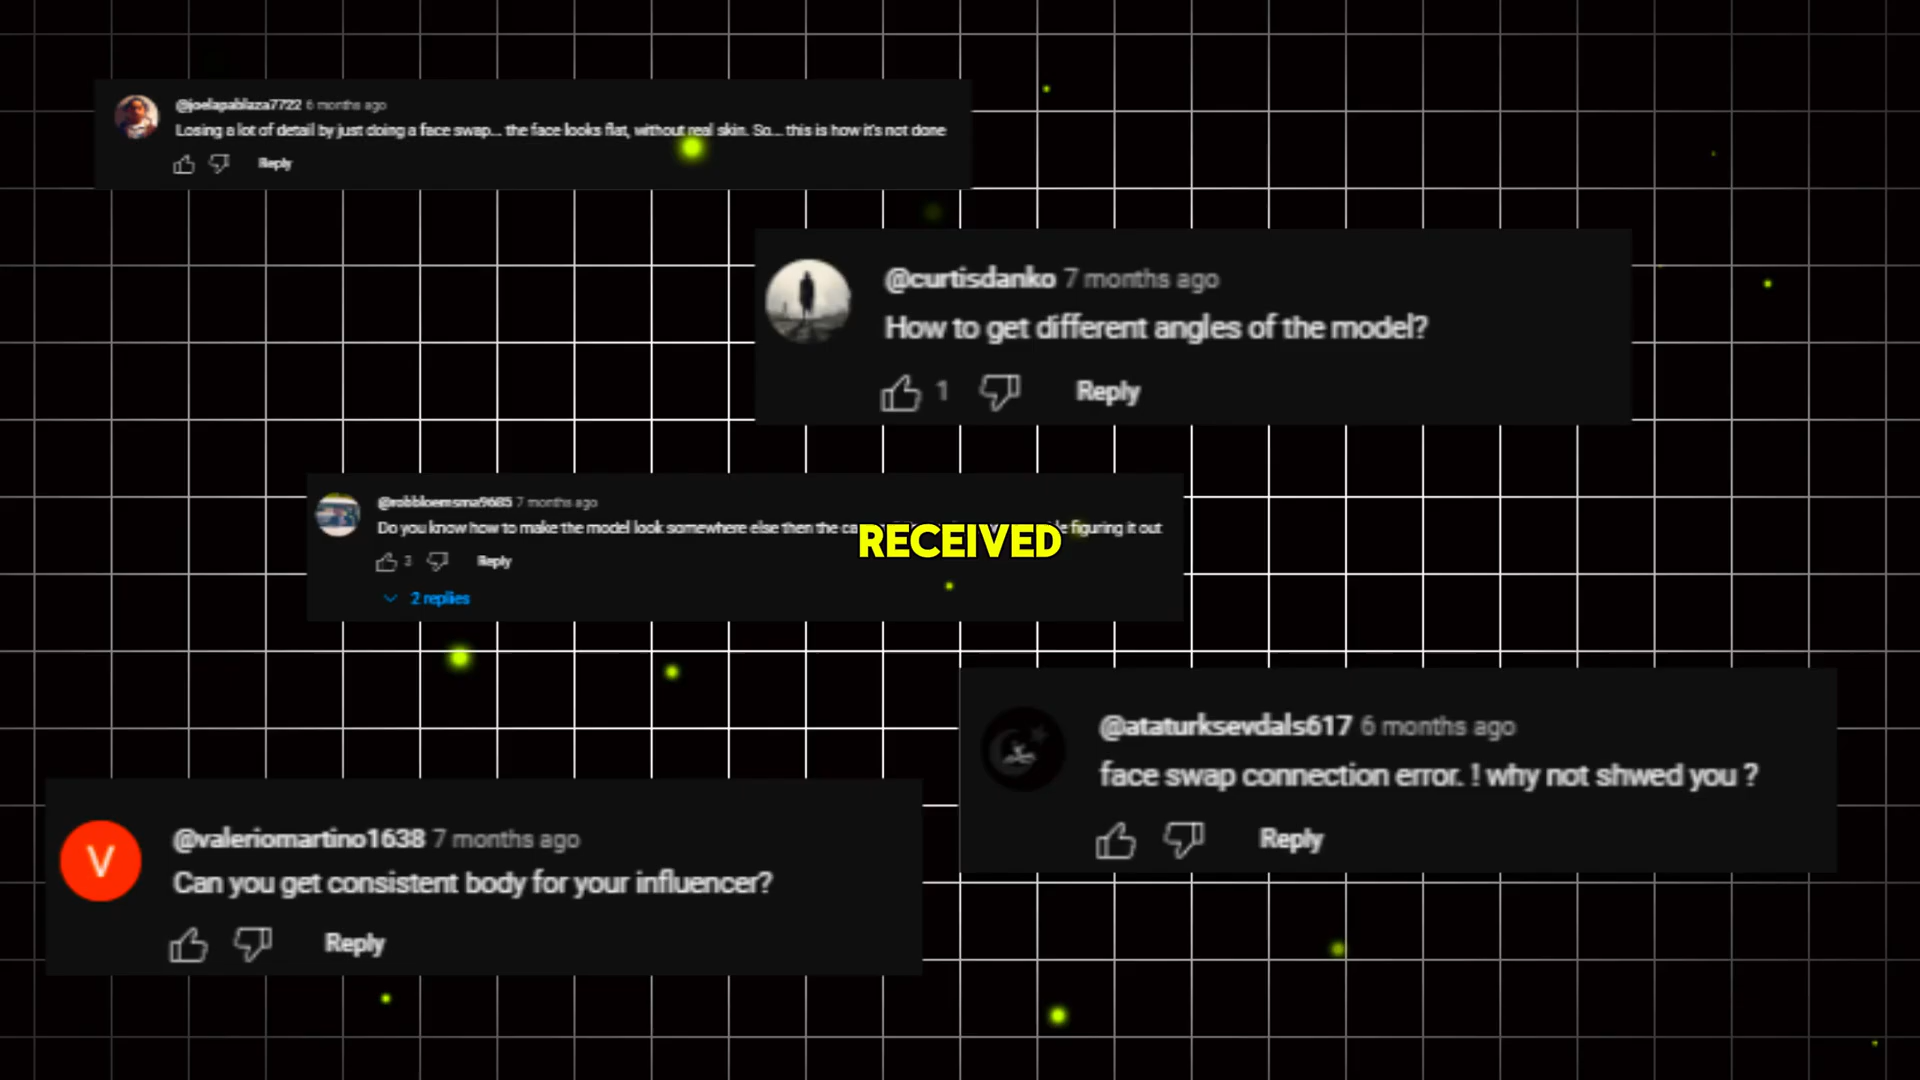 @joelapablaza7722 6 months ago
Losing a lot of detail by just doing a face swap... the face looks flat, without real skin. So... this is how it's not done
Reply
@curtisdanko 7 months ago
How to get different angles of the model?
1 Reply
@robbloemsma9685 7 months ago
Do you know how to make the model look somewhere else then the figuring it out
RECEIVED
3 Reply
2 replies
@ataturksevdals617 6 months ago
face swap connection error. ! why not shwed you ?
Reply
V
@valeriomartino1638 7 months ago
Can you get consistent body for your influencer?
Reply